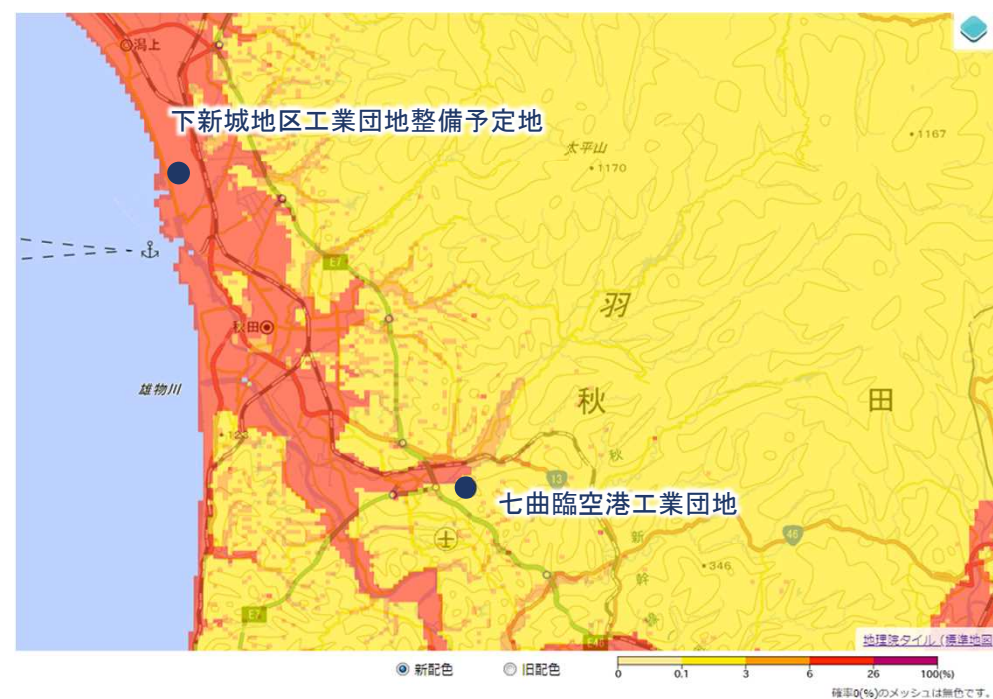 潟上
下新城地区工業団地整備予定地
太平山
1170
1167
E7
羽
秋田
雄物川
秋
田
123
13
秋
七曲臨空港工業団地
新
46
幹
346
E7
地理院タイル (標準地図
新配色
旧配色
0
0.1
3
6
26
100(%)
確率0(%)のメッシュは無色です。